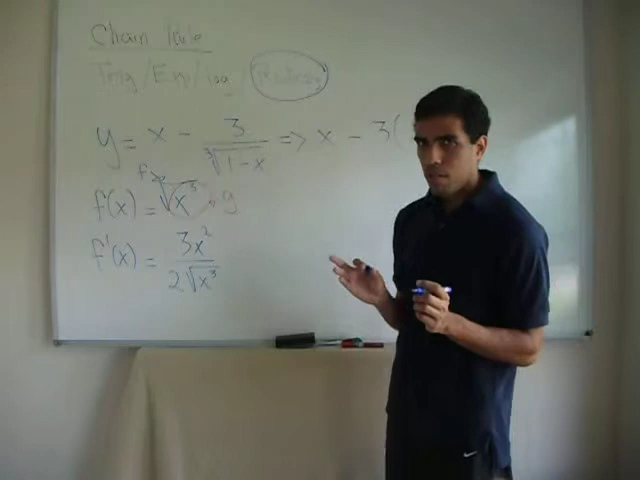 Chain Rule
Trig / Exp / log /
y = x - 3/∛(1-x) => x - 3(
f(x) = √(x³) g
f'(x) = 3x²/(2√(x³))